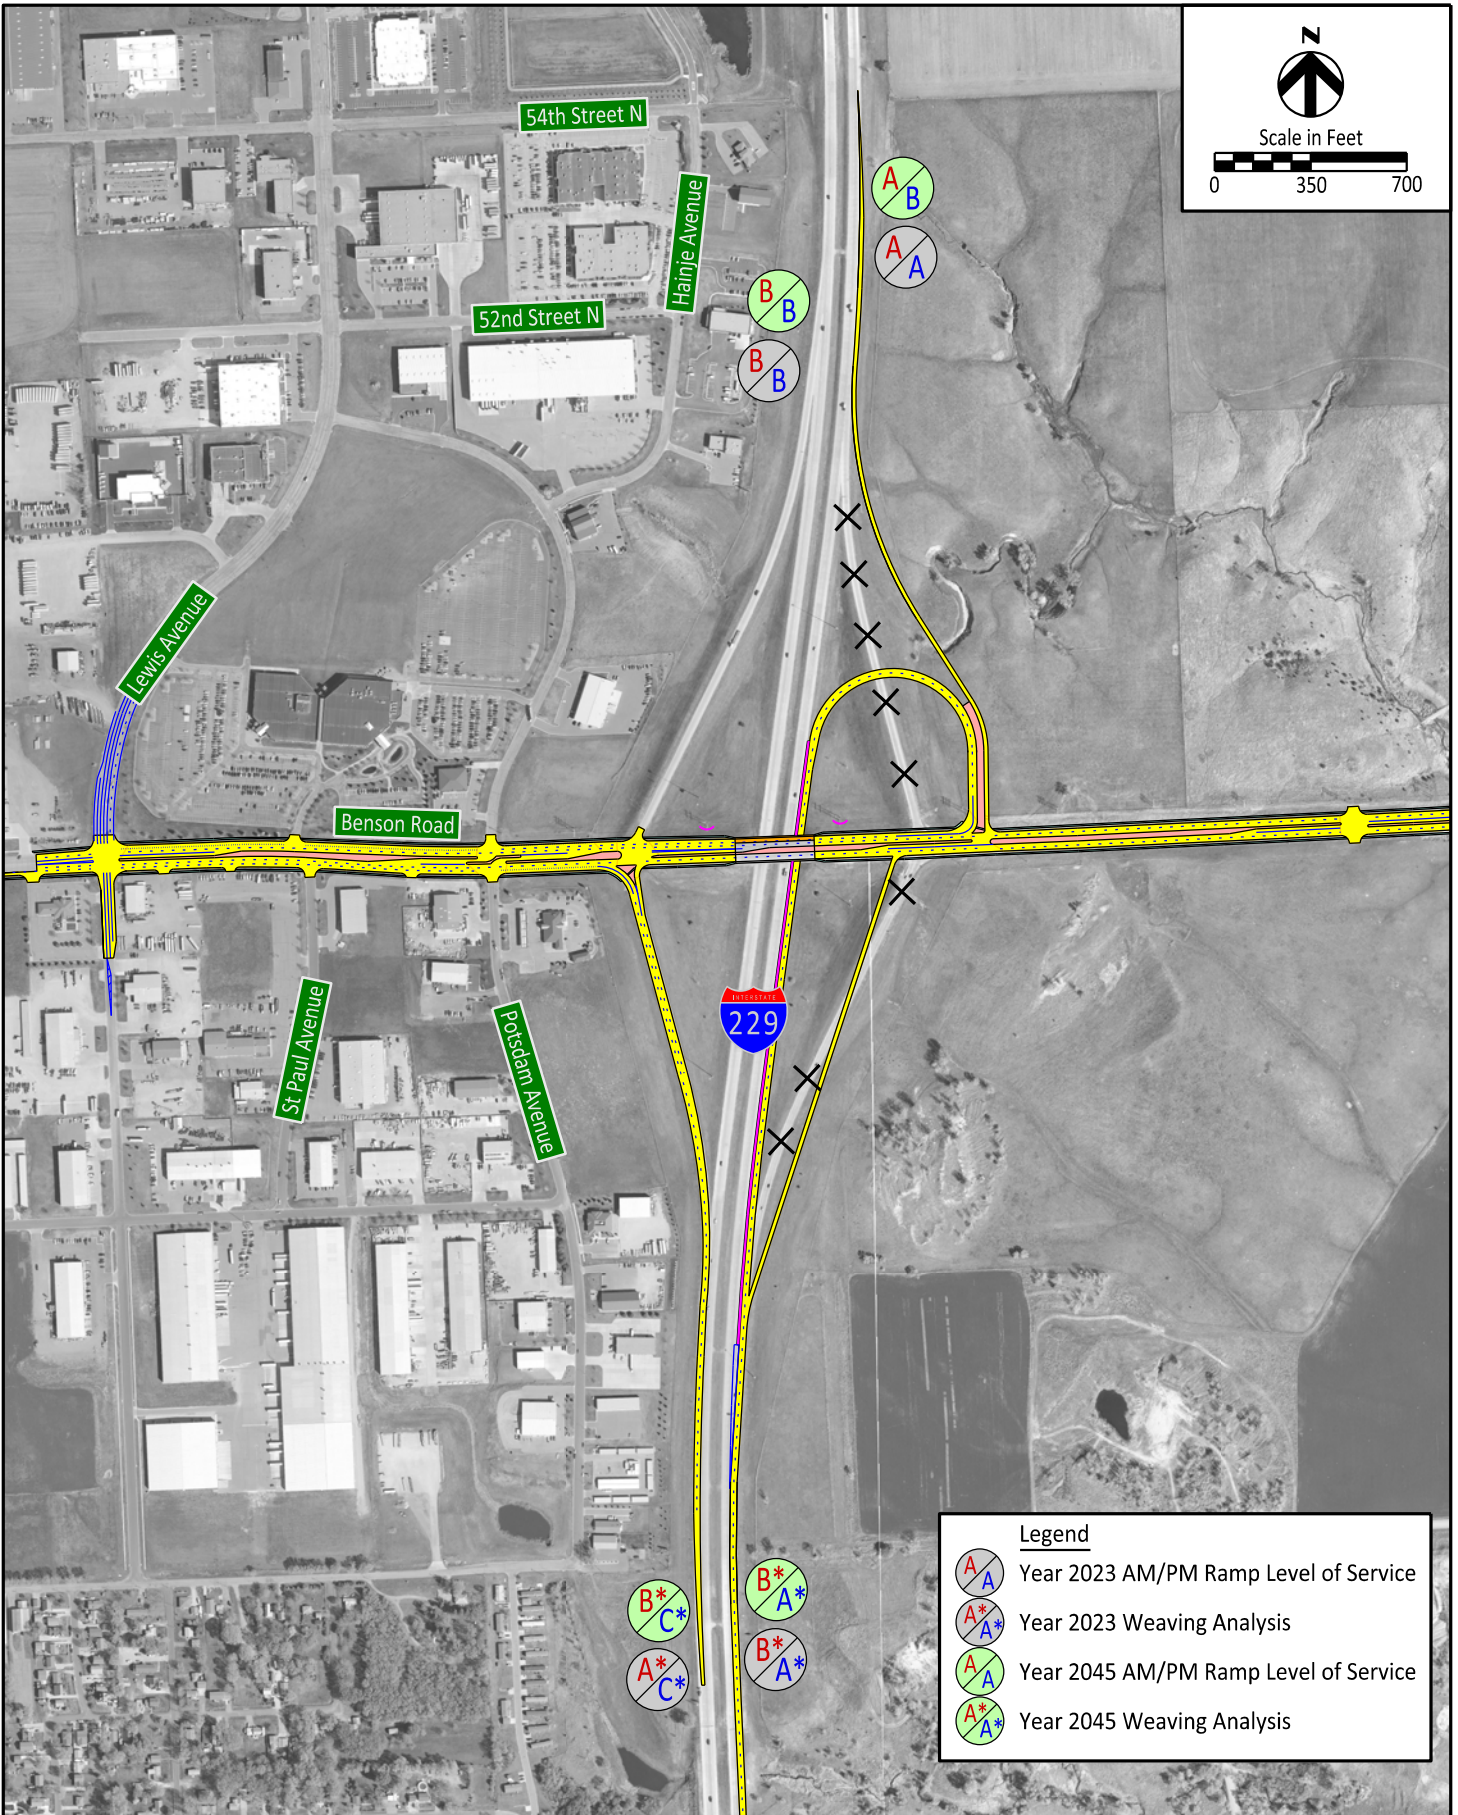 N
Scale in Feet
0 350 700
54th Street N
A
B
Hainje Avenue
A
A
B
B
52nd Street N
B
B
Lewis Avenue
Benson Road
INTERSTATE
229
St Paul Avenue
Potsdam Avenue
B*
A*
B*
C*
B*
A*
A*
C*
Legend
A
A
Year 2023 AM/PM Ramp Level of Service
A*
A*
Year 2023 Weaving Analysis
A
A
Year 2045 AM/PM Ramp Level of Service
A*
A*
Year 2045 Weaving Analysis